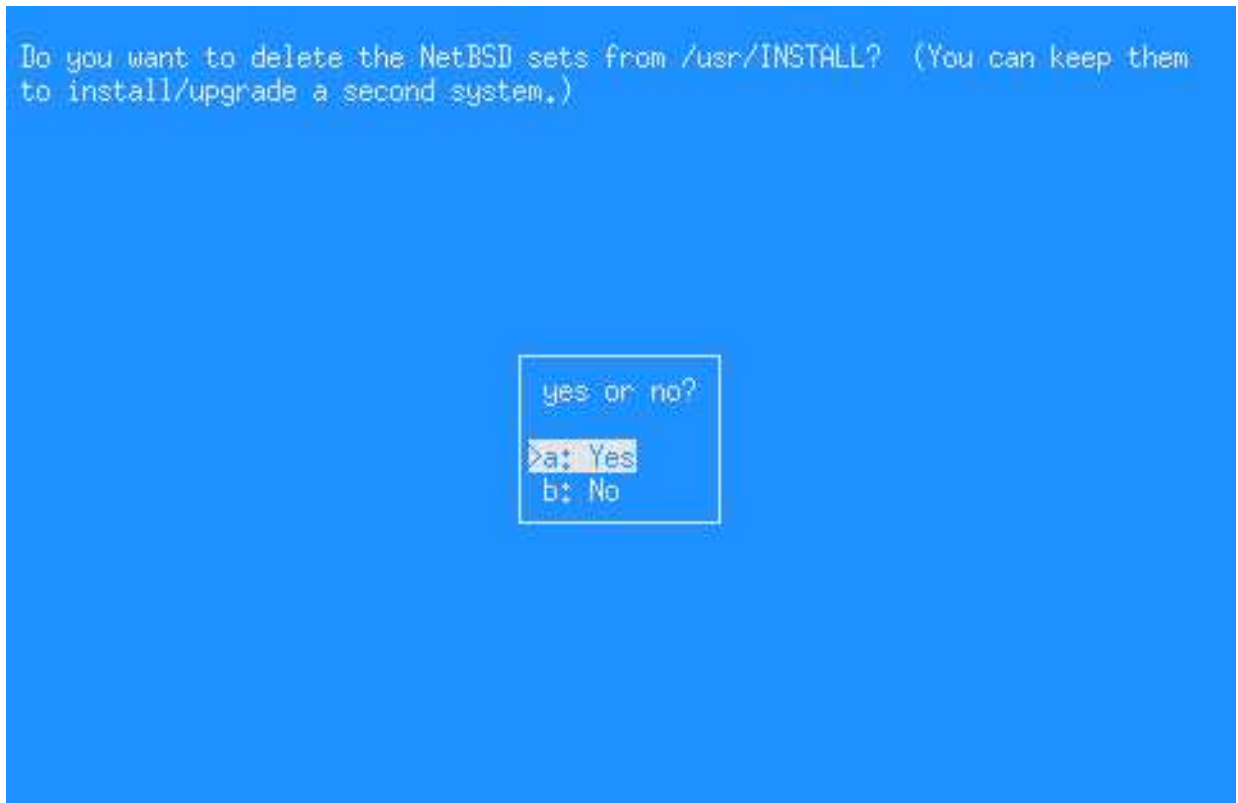 Do you want to delete the NetBSD sets from /usr/INSTALL?  (You can keep them
to install/upgrade a second system.)
yes or no?
>a: Yes
b: No